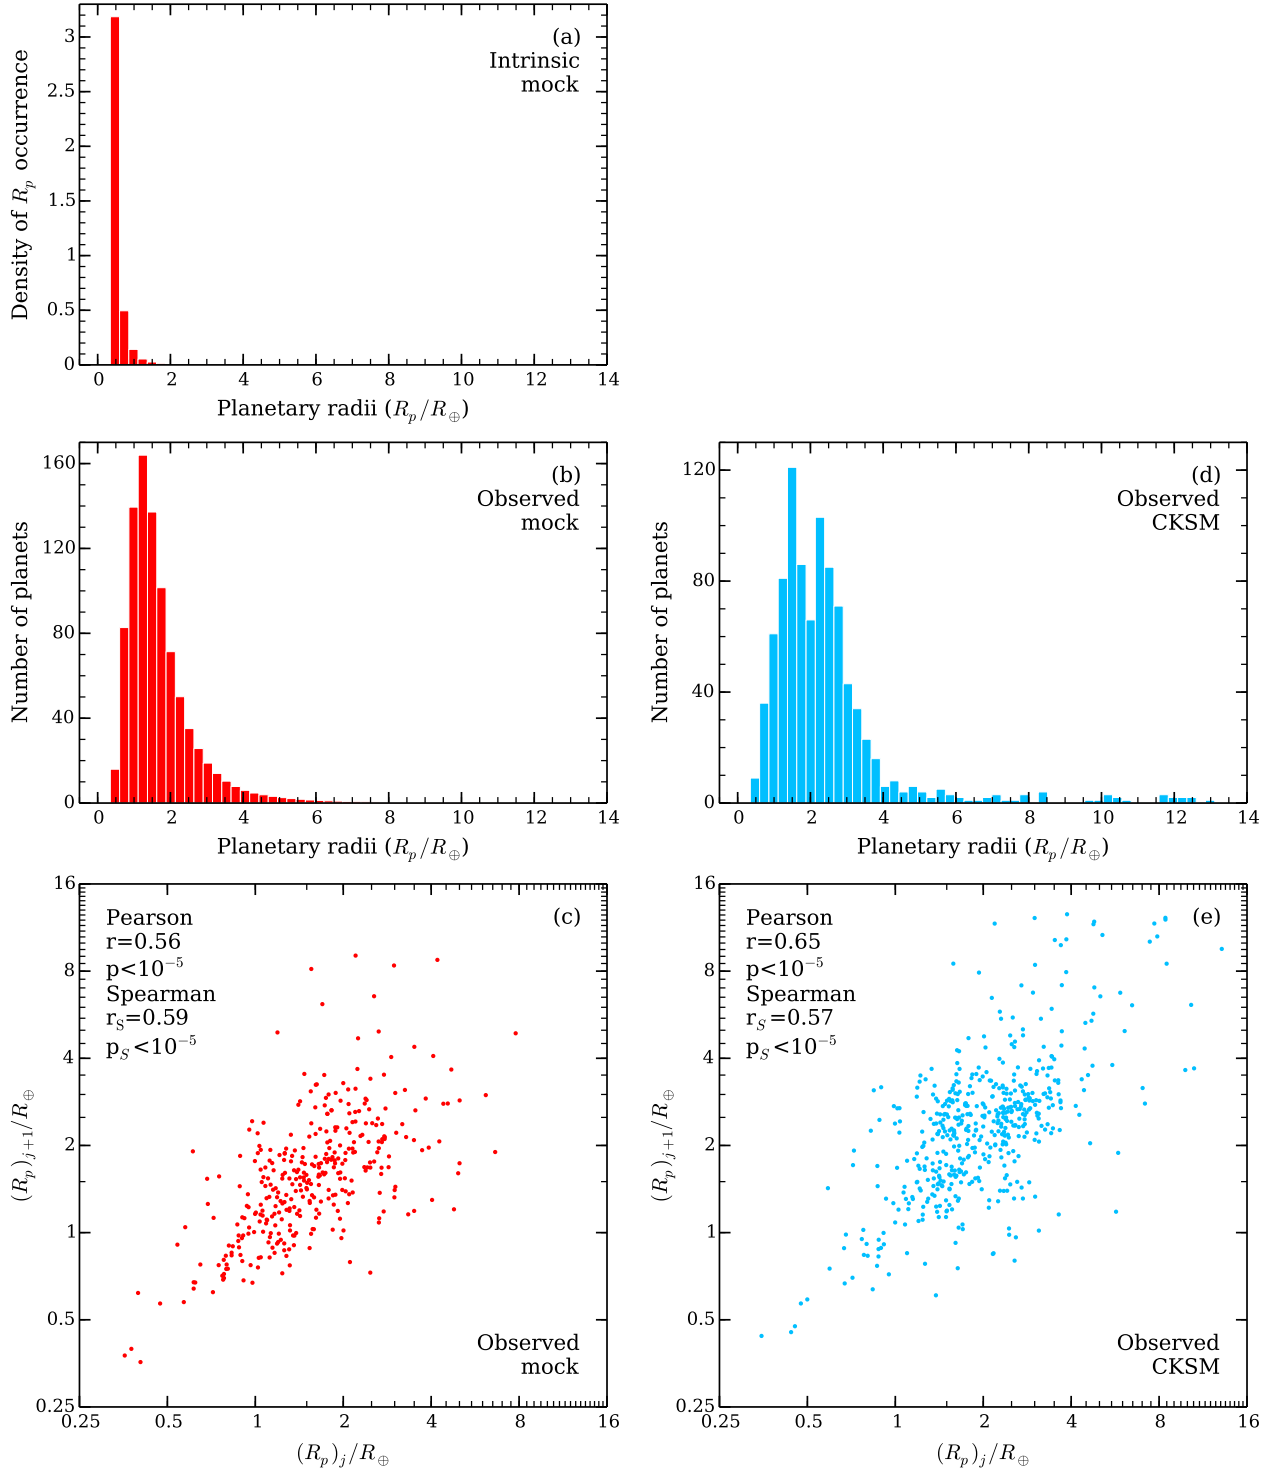 (a)
Intrinsic
mock
Density of R_p occurrence
3
2.5
2
1.5
1
0.5
0
0 2 4 6 8 10 12 14
Planetary radii (R_p/R_⊕)
(b)
Observed
mock
Number of planets
160
120
80
40
0
0 2 4 6 8 10 12 14
Planetary radii (R_p/R_⊕)
(d)
Observed
CKSM
Number of planets
120
80
40
0
0 2 4 6 8 10 12 14
Planetary radii (R_p/R_⊕)
(c)
Pearson
r=0.56
p<10^{-5}
Spearman
r_S=0.59
p_S<10^{-5}
Observed
mock
(R_p)_{j+1}/R_⊕
16
8
4
2
1
0.5
0.25
0.25 0.5 1 2 4 8 16
(R_p)_j/R_⊕
(e)
Pearson
r=0.65
p<10^{-5}
Spearman
r_S=0.57
p_S<10^{-5}
Observed
CKSM
(R_p)_{j+1}/R_⊕
16
8
4
2
1
0.5
0.25
0.25 0.5 1 2 4 8 16
(R_p)_j/R_⊕